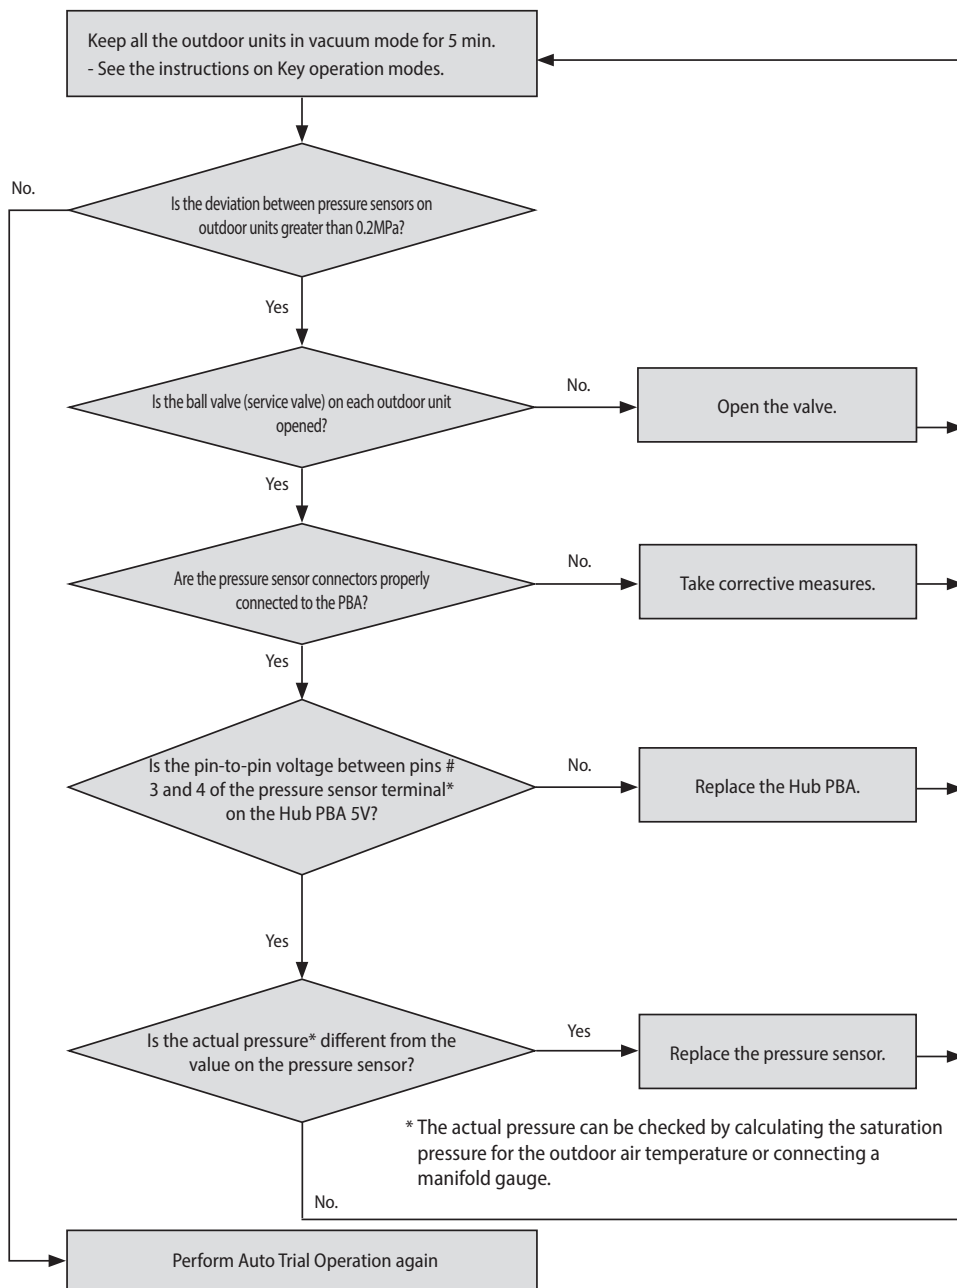 Keep all the outdoor units in vacuum mode for 5 min.
- See the instructions on Key operation modes.
No.
Is the deviation between pressure sensors on
outdoor units greater than 0.2MPa?
Yes
Is the ball valve (service valve) on each outdoor unit
opened?
No.
Open the valve.
Yes
Are the pressure sensor connectors properly
connected to the PBA?
No.
Take corrective measures.
Yes
Is the pin-to-pin voltage between pins #
3 and 4 of the pressure sensor terminal*
on the Hub PBA 5V?
No.
Replace the Hub PBA.
Yes
Is the actual pressure* different from the
value on the pressure sensor?
Yes
Replace the pressure sensor.
* The actual pressure can be checked by calculating the saturation
pressure for the outdoor air temperature or connecting a
manifold gauge.
No.
Perform Auto Trial Operation again